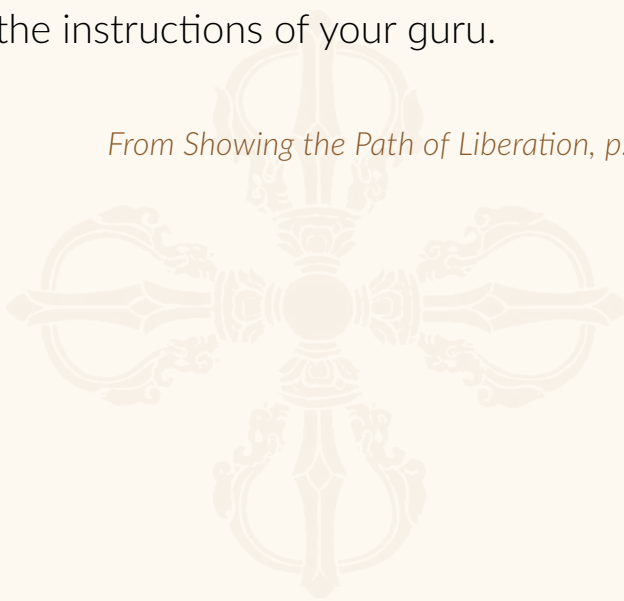 the instructions of your guru.
From Showing the Path of Liberation, p.